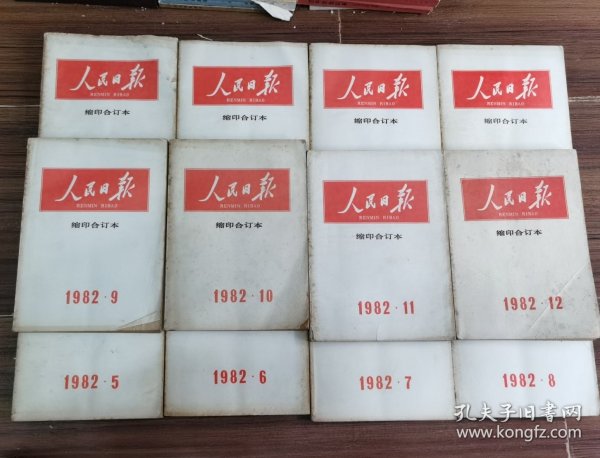 人民日报
RENMIN RIBAO
缩印合订本
人民日报
RENMIN RIBAO
缩印合订本
人民日报
RENMIN RIBAO
缩印合订本
人民日报
RENMIN RIBAO
缩印合订本
人民日报
RENMIN RIBAO
缩印合订本
1982·9
人民日报
RENMIN RIBAO
缩印合订本
1982·10
人民日报
RENMIN RIBAO
缩印合订本
1982·11
人民日报
RENMIN RIBAO
缩印合订本
1982·12
1982·5
1982·6
1982·7
1982·8
孔夫子旧书网
www.kongfz.com